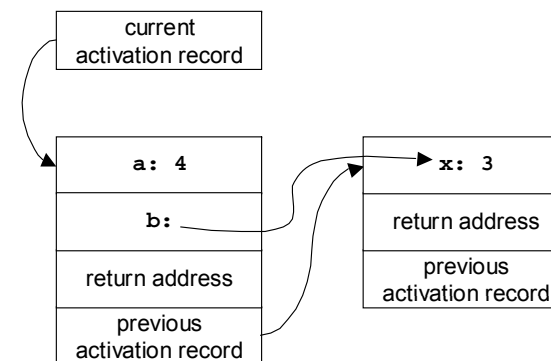 current
activation record
a: 4
b:
return address
previous
activation record
x: 3
return address
previous
activation record